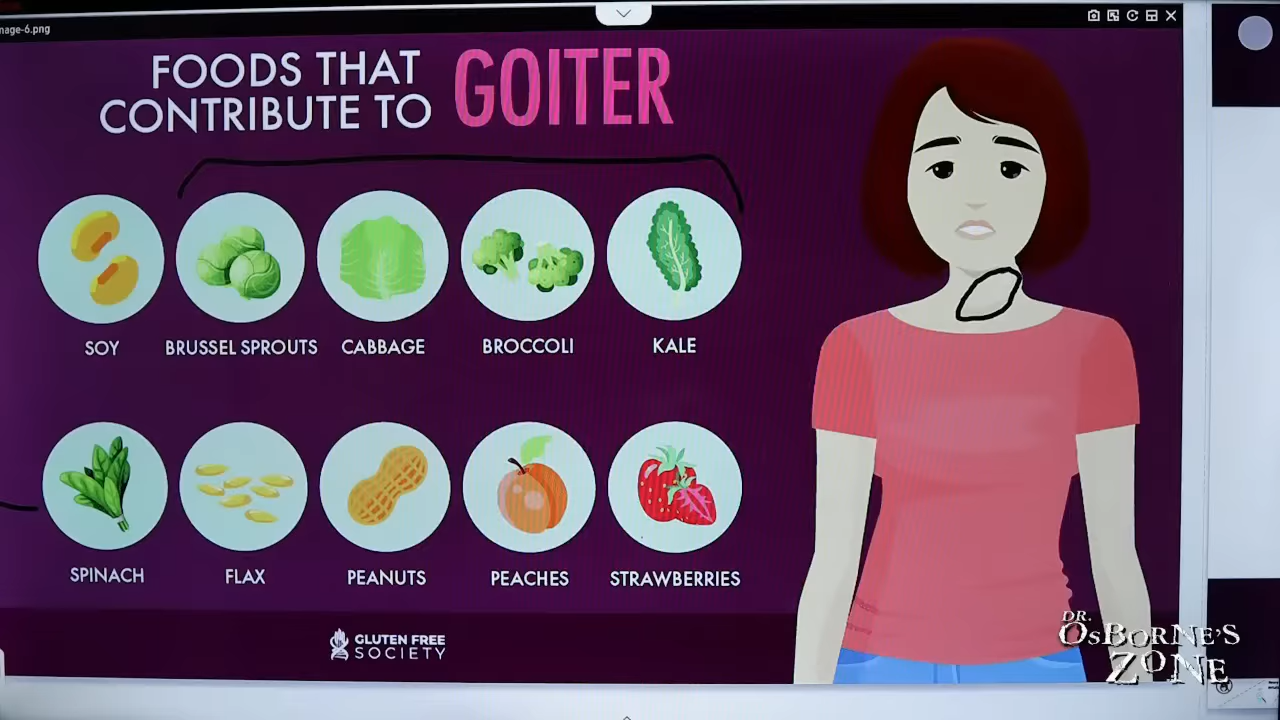 mage-6.png
FOODS THAT
CONTRIBUTE TO
GOITER
SOY
BRUSSEL SPROUTS
CABBAGE
BROCCOLI
KALE
SPINACH
FLAX
PEANUTS
PEACHES
STRAWBERRIES
GLUTEN FREE
SOCIETY
DR.
OSBORNE'S
ZONE